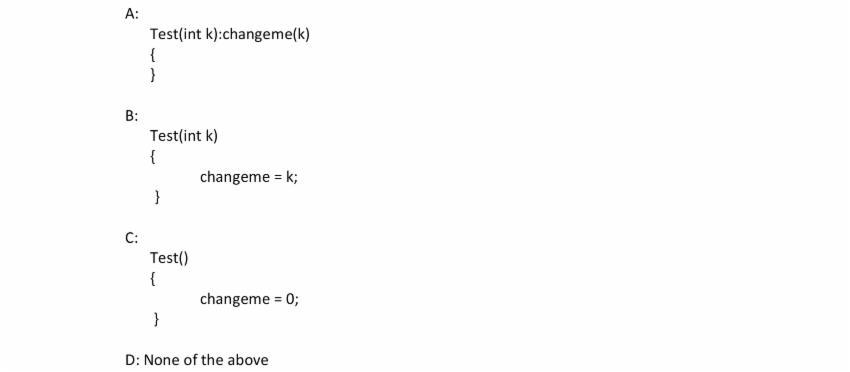 A:
Test(int k):changeme(k)
{
}
B:
Test(int k)
{
changeme = k;
}
C:
Test()
{
changeme = 0;
}
D: None of the above